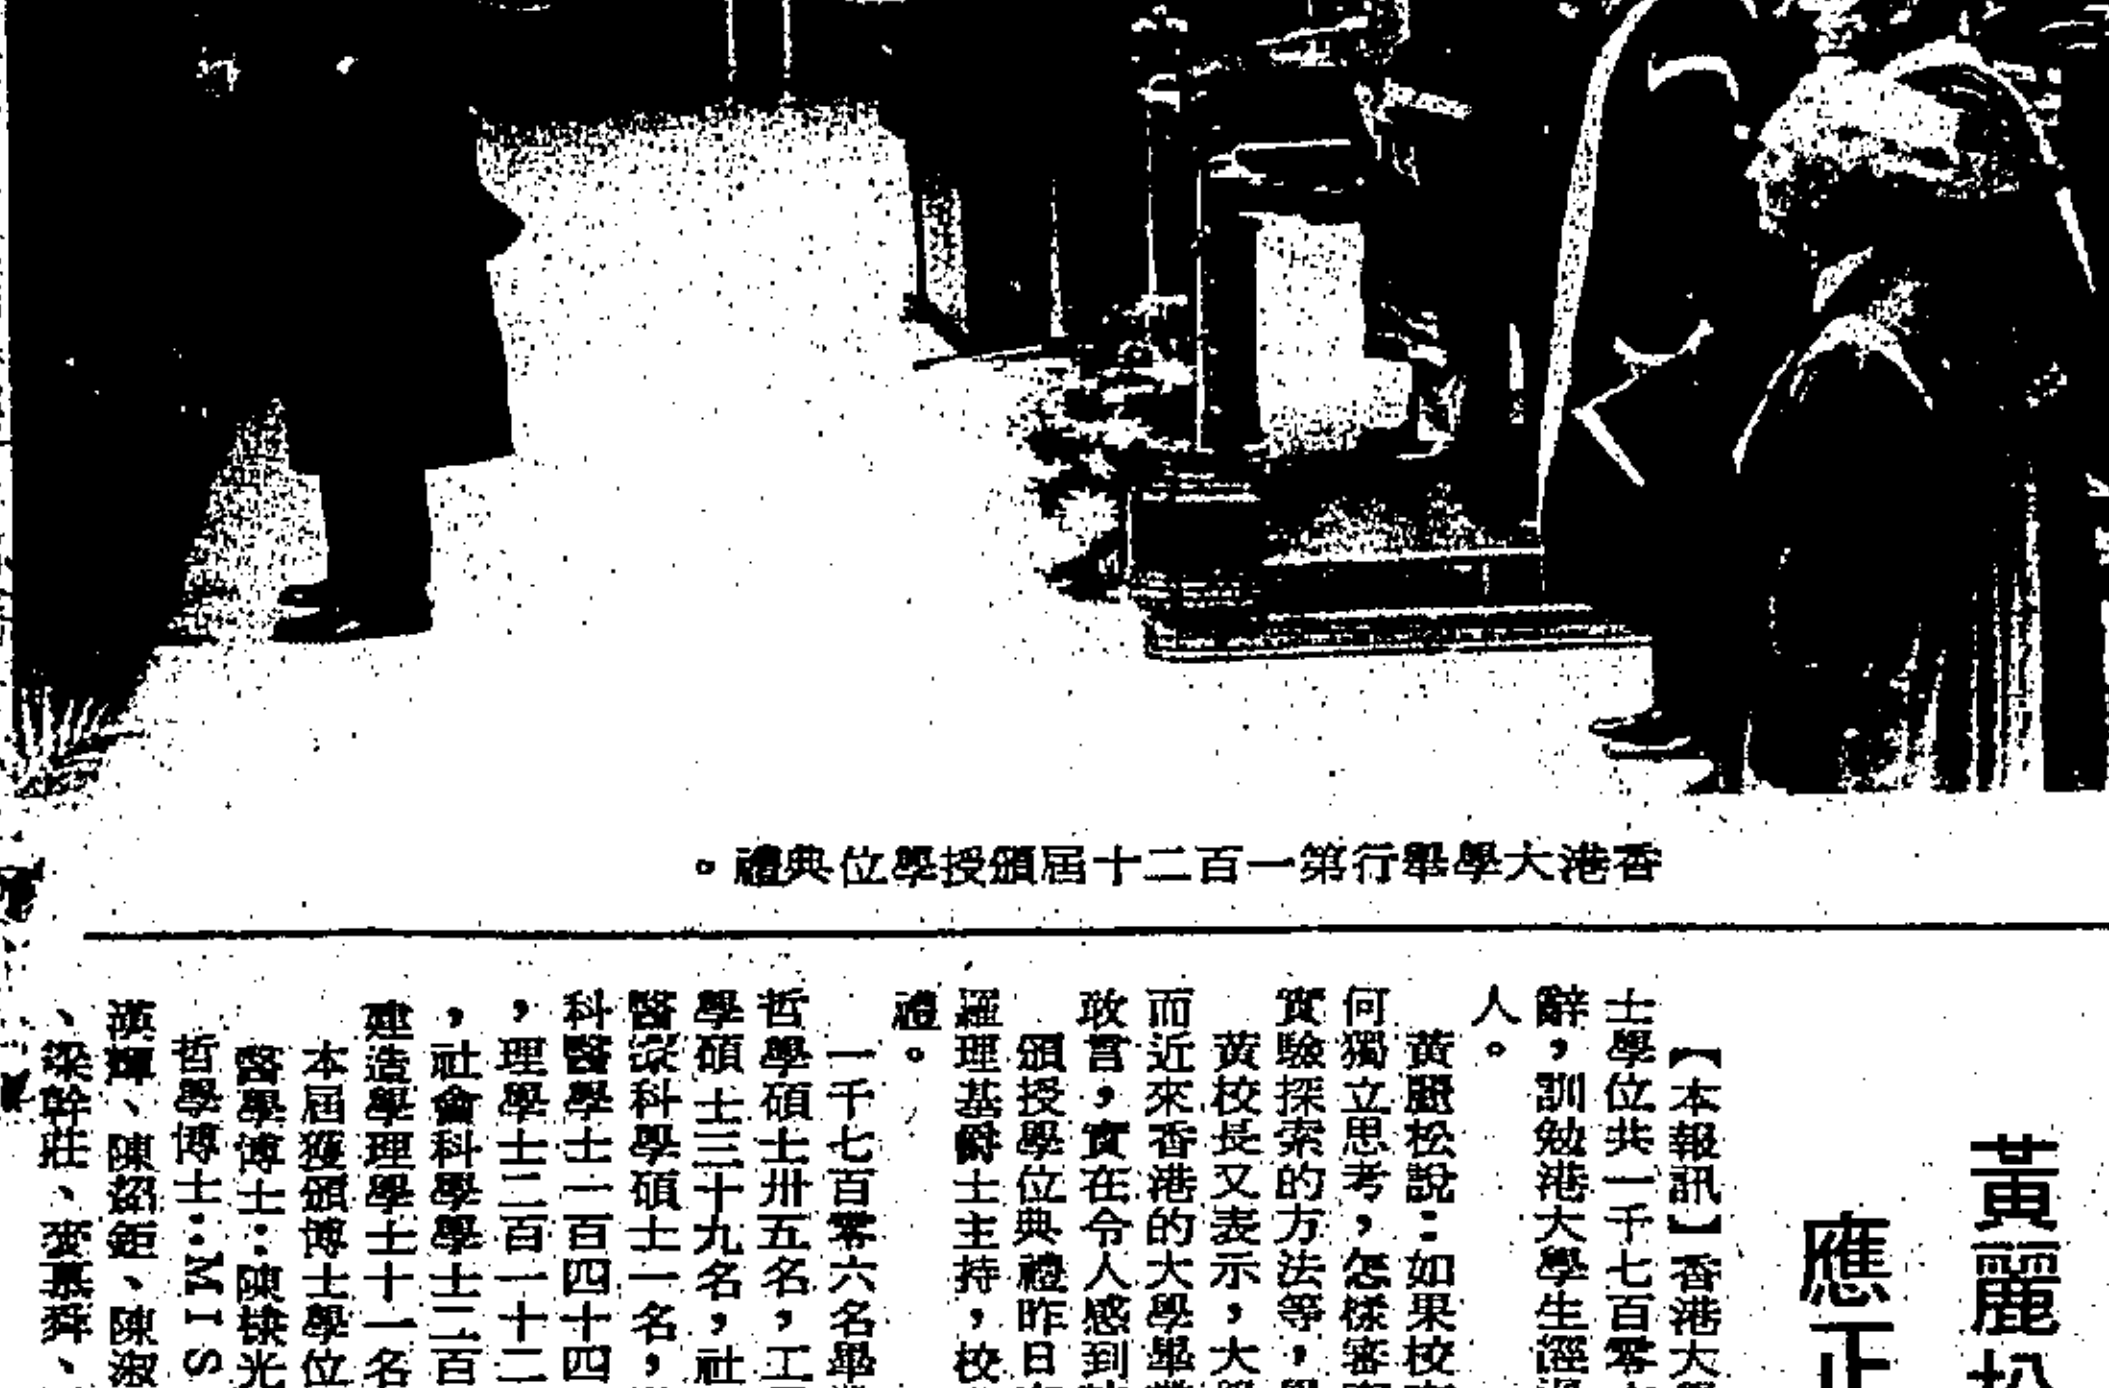 香港大學舉行第一百二十屆頒授學位典禮。
黃麗松
應正
【本報訊】香港大學
士學位共一千七百零
辭，訓勉港大學生經過
人。
黃麗松說：如果校
何獨立思考，怎樣審
實驗探索的方法等，學
黃校長又表示，大學
而近來香港的大學畢業
敢言，實在令人感到
頒授學位典禮昨日
羅理基爵士主持，校
禮。
一千七百零六名畢業
哲學碩士卅五名，工
學碩士三十九名，社
醫療科學碩士一名，
科醫學士一百四十四
，理學士二百一十二
，社會科學學士二百
建造學理學士十一名
本屆獲頒博士學位
醫學博士：陳棣光
哲學博士：MIS
漢輝、陳紹鉅、陳淑
、梁幹莊、麥慕舜、